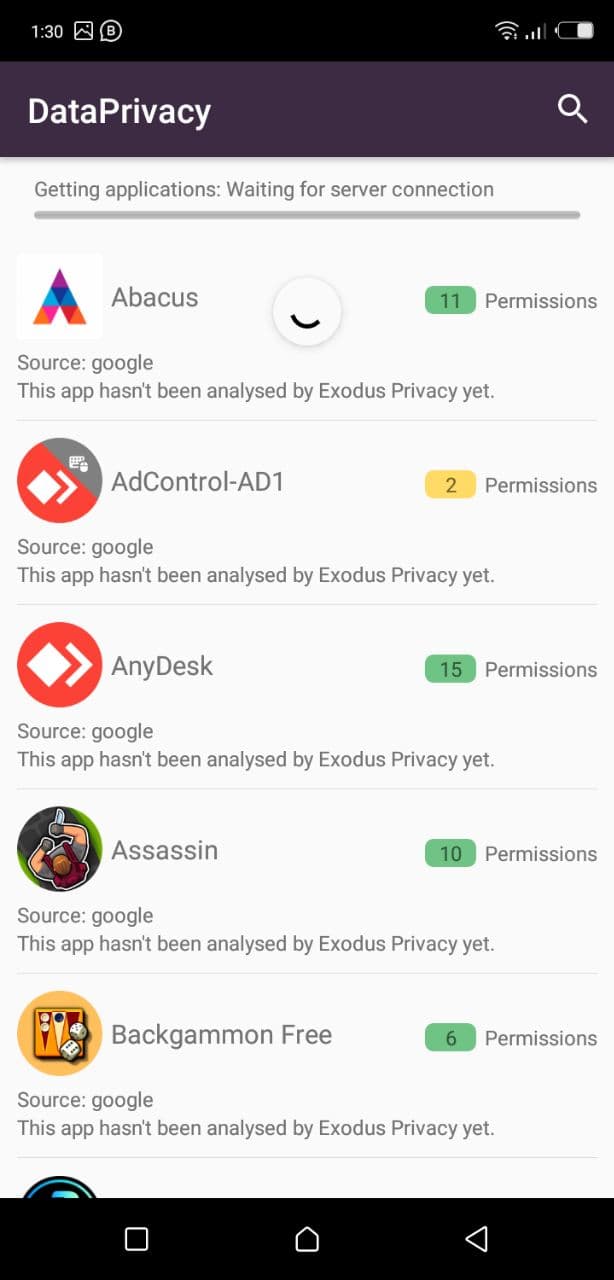 1:30
DataPrivacy
Getting applications: Waiting for server connection
Abacus
11 Permissions
Source: google
This app hasn't been analysed by Exodus Privacy yet.
AdControl-AD1
2 Permissions
Source: google
This app hasn't been analysed by Exodus Privacy yet.
AnyDesk
15 Permissions
Source: google
This app hasn't been analysed by Exodus Privacy yet.
Assassin
10 Permissions
Source: google
This app hasn't been analysed by Exodus Privacy yet.
Backgammon Free
6 Permissions
Source: google
This app hasn't been analysed by Exodus Privacy yet.